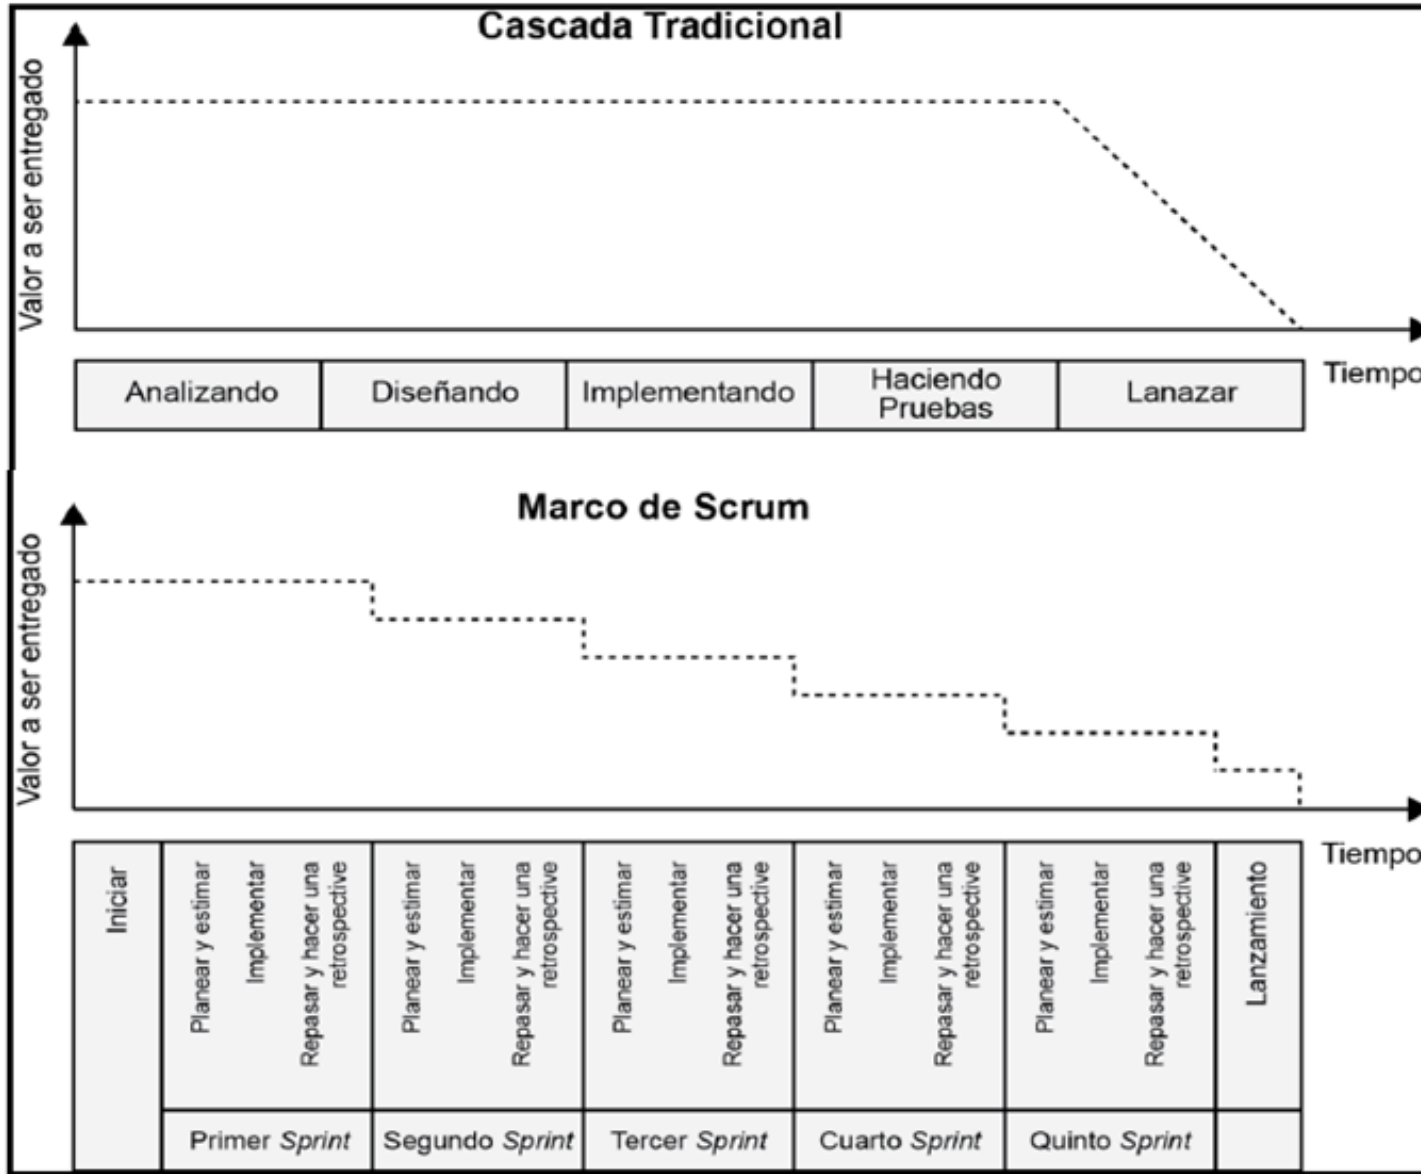 Cascada Tradicional
Valor a ser entregado
Tiempo
Analizando
Diseñando
Implementando
Haciendo
Pruebas
Lanazar
Marco de Scrum
Valor a ser entregado
Tiempo
Iniciar
Planear y estimar
Implementar
Repasar y hacer una
retrospective
Planear y estimar
Implementar
Repasar y hacer una
retrospective
Planear y estimar
Implementar
Repasar y hacer una
retrospective
Planear y estimar
Implementar
Repasar y hacer una
retrospective
Planear y estimar
Implementar
Repasar y hacer una
retrospective
Lanzamiento
Primer Sprint
Segundo Sprint
Tercer Sprint
Cuarto Sprint
Quinto Sprint